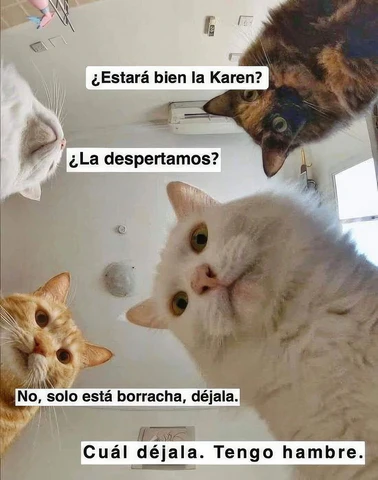 ¿Estará bien la Karen?
¿La despertamos?
No, solo está borracha, déjala.
Cuál déjala. Tengo hambre.